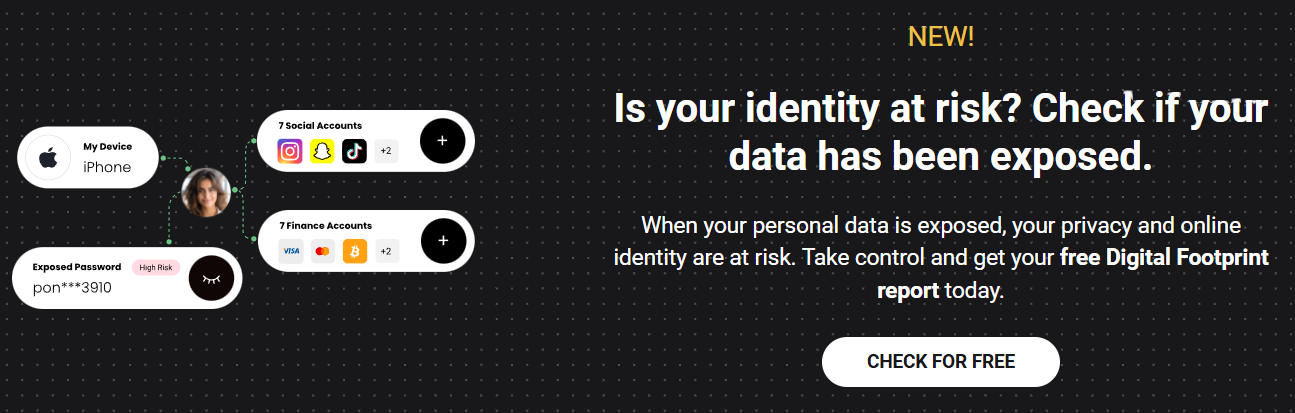 NEW!
Is your identity at risk? Check if your
data has been exposed.
When your personal data is exposed, your privacy and online
identity are at risk. Take control and get your free Digital Footprint
report today.
CHECK FOR FREE
My Device
iPhone
7 Social Accounts
+2
+
7 Finance Accounts
VISA
+2
+
Exposed Password
High Risk
pon***3910